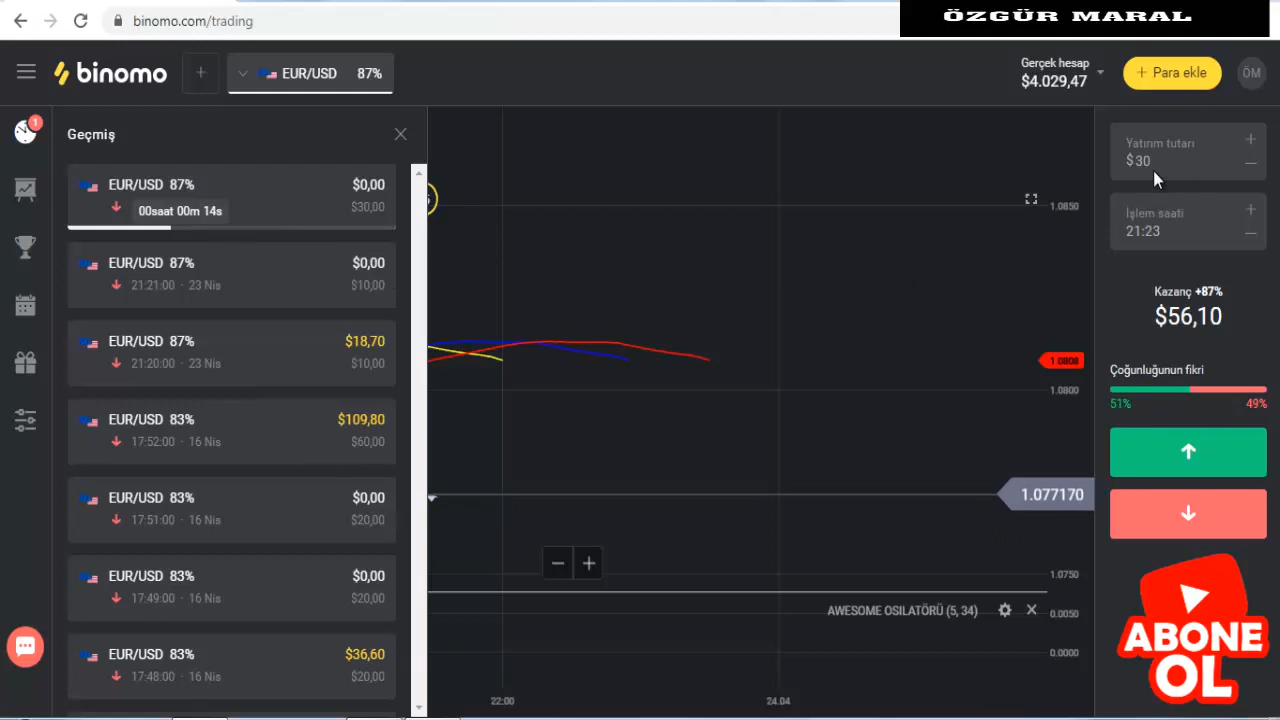 binomo.com/trading
ÖZGÜR MARAL
binomo
EUR/USD 87%
Gerçek hesap
$4.029,47
+ Para ekle
ÖM
1
Geçmiş
EUR/USD 87% $0,00
00saat 00m 14s $30,00
EUR/USD 87% $0,00
21:21:00 · 23 Nis $10,00
EUR/USD 87% $18,70
21:20:00 · 23 Nis $10,00
EUR/USD 83% $109,80
17:52:00 · 16 Nis $60,00
EUR/USD 83% $0,00
17:51:00 · 16 Nis $20,00
EUR/USD 83% $0,00
17:49:00 · 16 Nis $20,00
EUR/USD 83% $36,60
17:48:00 · 16 Nis $20,00
1.0850
1.0808
1.0800
1.077170
1.0750
AWESOME OSILATÖRÜ (5, 34)
0.0050
0.0000
22:00
24.04
Yatırım tutarı
$30
İşlem saati
21:23
Kazanç +87%
$56,10
Çoğunluğunun fikri
51% 49%
ABONE
OL